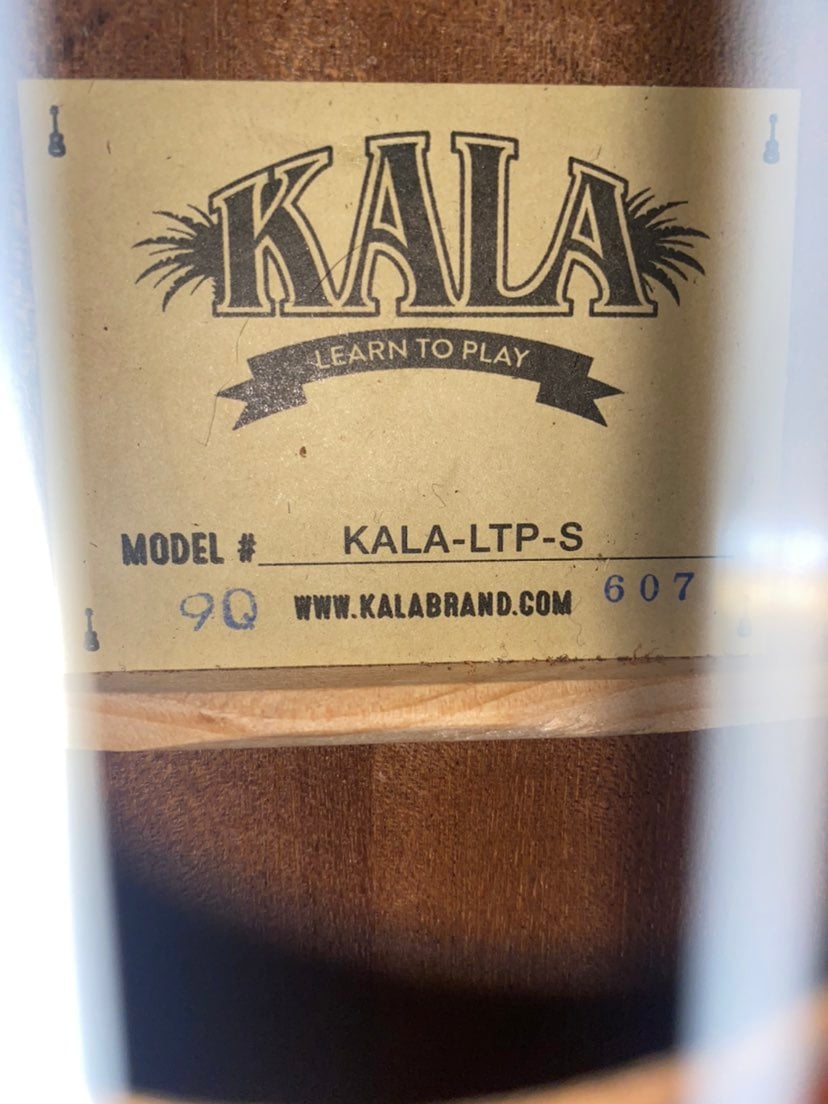 KALA
LEARN TO PLAY
MODEL # KALA-LTP-S
9Q WWW.KALABRAND.COM 607